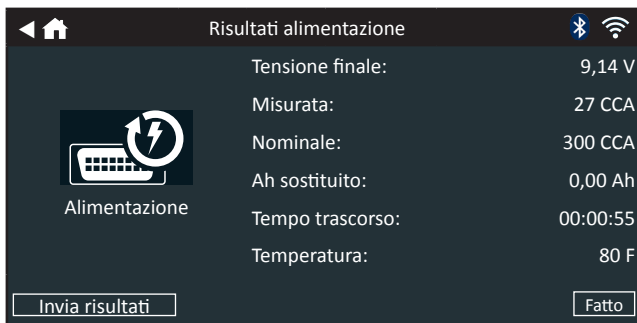 Risultati alimentazione
Tensione finale: 9,14 V
Misurata: 27 CCA
Nominale: 300 CCA
Ah sostituito: 0,00 Ah
Alimentazione
Tempo trascorso: 00:00:55
Temperatura: 80 F
Invia risultati Fatto